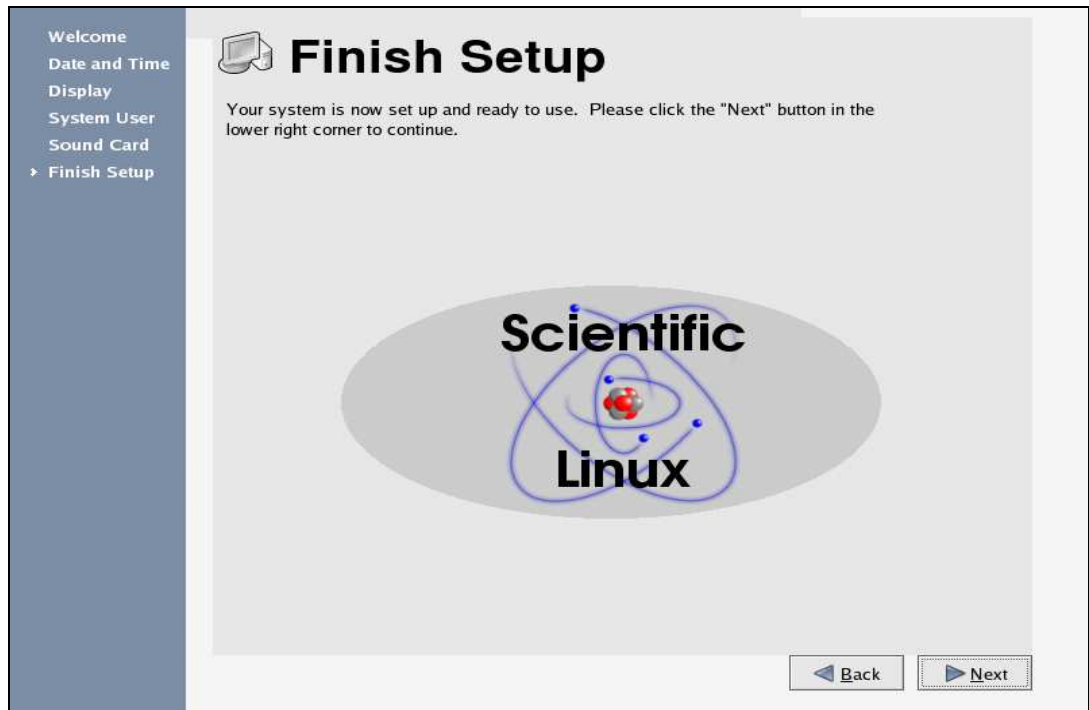 Welcome
Date and Time
Display
System User
Sound Card
Finish Setup
Finish Setup
Your system is now set up and ready to use. Please click the "Next" button in the
lower right corner to continue.
Scientific
Linux
Back
Next